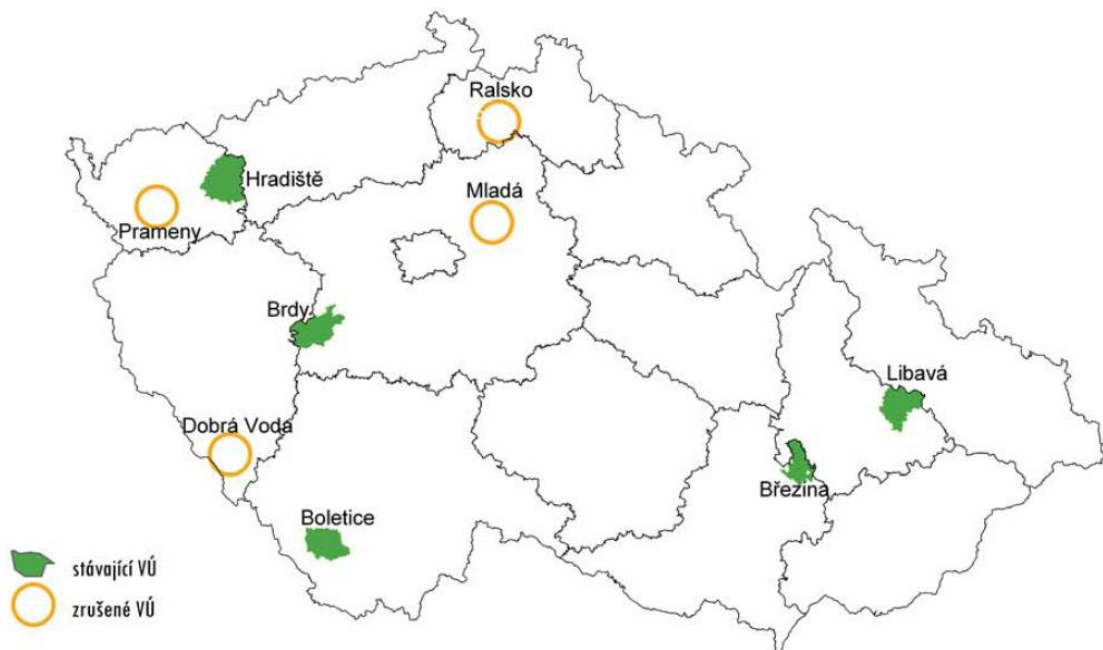 Ralsko
Hradiště
Mladá
Prameny
Brdy
Libavá
Dobrá Voda
Březina
Boletice
stávající VÚ
zrušené VÚ